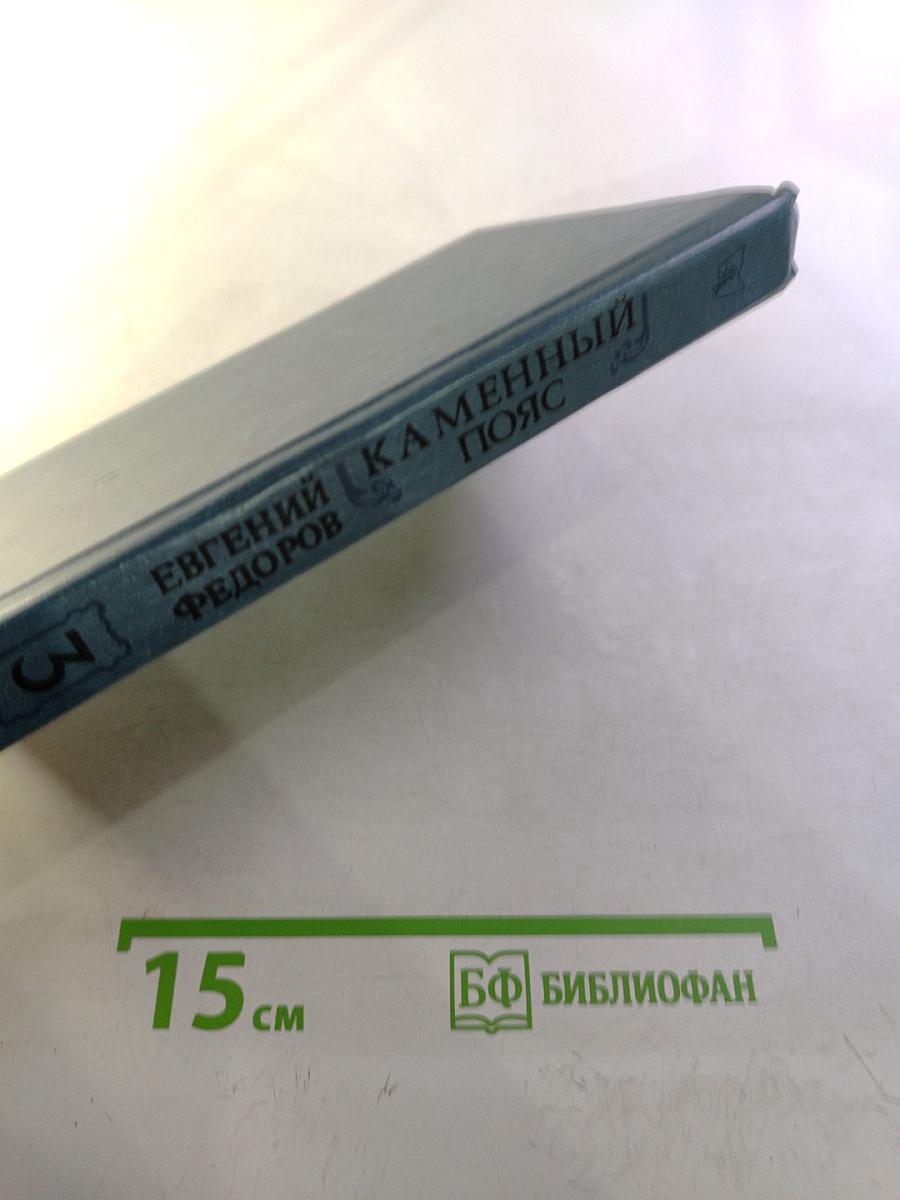 3
ЕВГЕНИЙ
ФЕДОРОВ
КАМЕННЫЙ
ПОЯС
15 см
БФ
БИБЛИОФАН